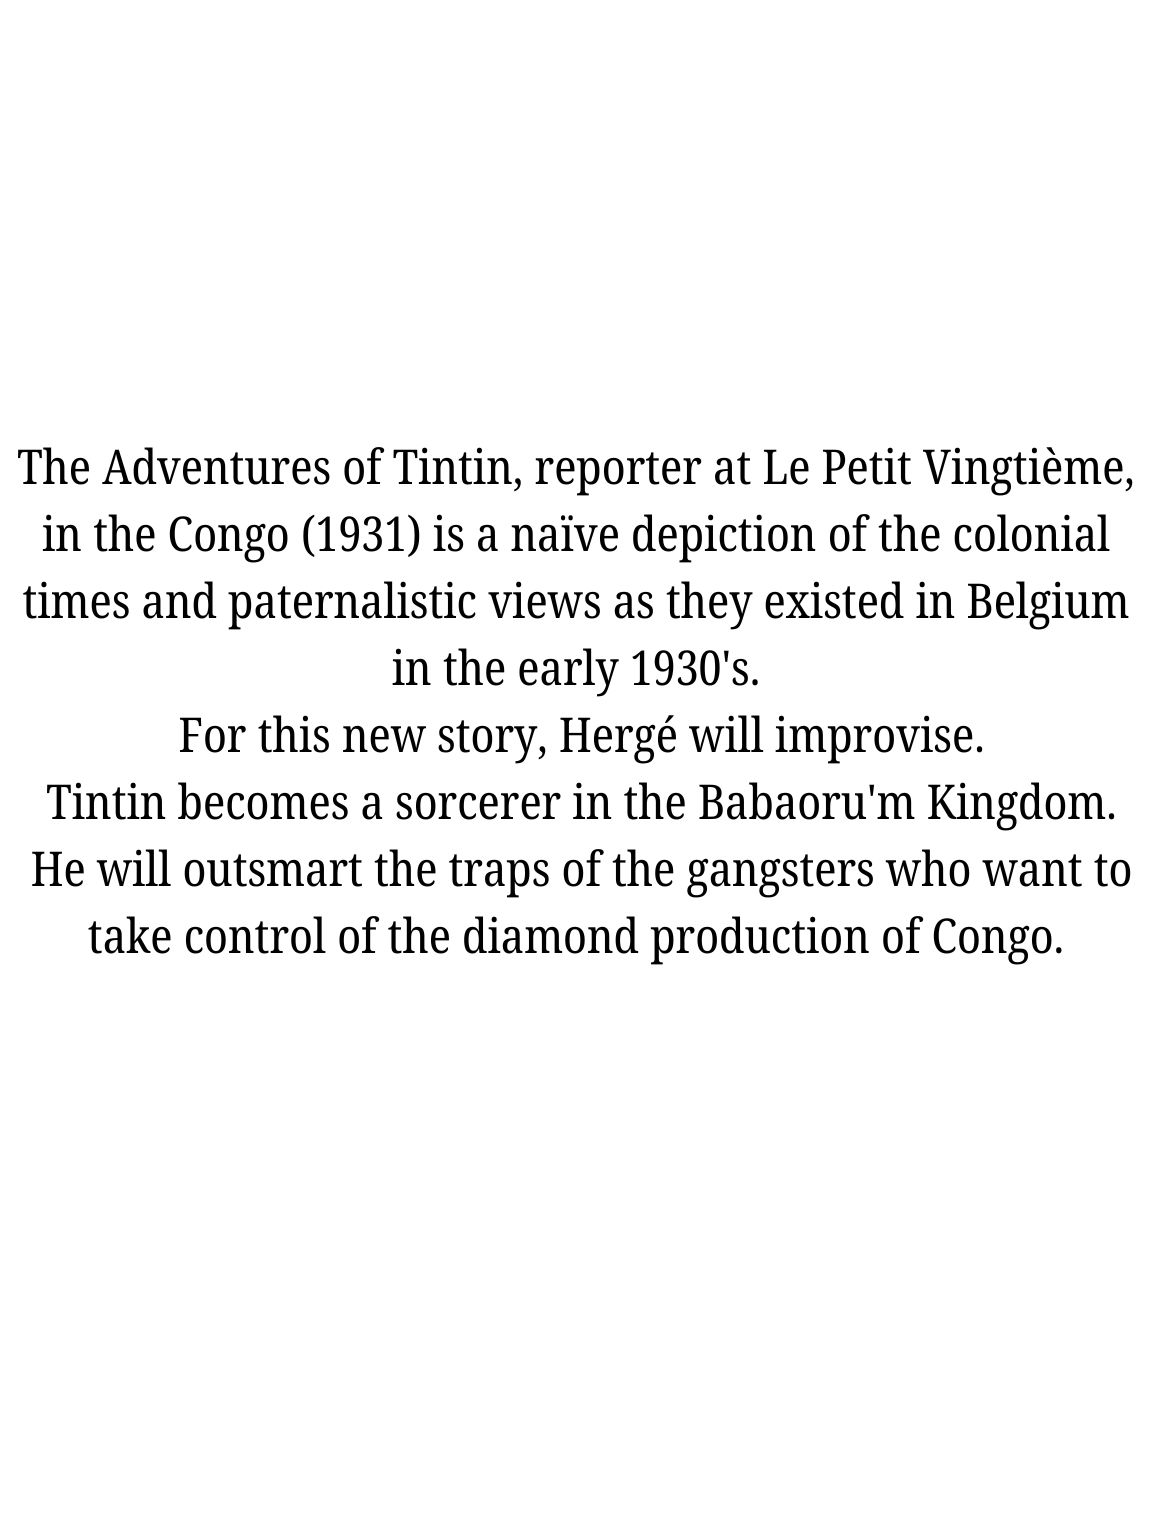 The Adventures of Tintin, reporter at Le Petit Vingtième,
in the Congo (1931) is a naïve depiction of the colonial
times and paternalistic views as they existed in Belgium
in the early 1930's.
For this new story, Hergé will improvise.
Tintin becomes a sorcerer in the Babaoru'm Kingdom.
He will outsmart the traps of the gangsters who want to
take control of the diamond production of Congo.